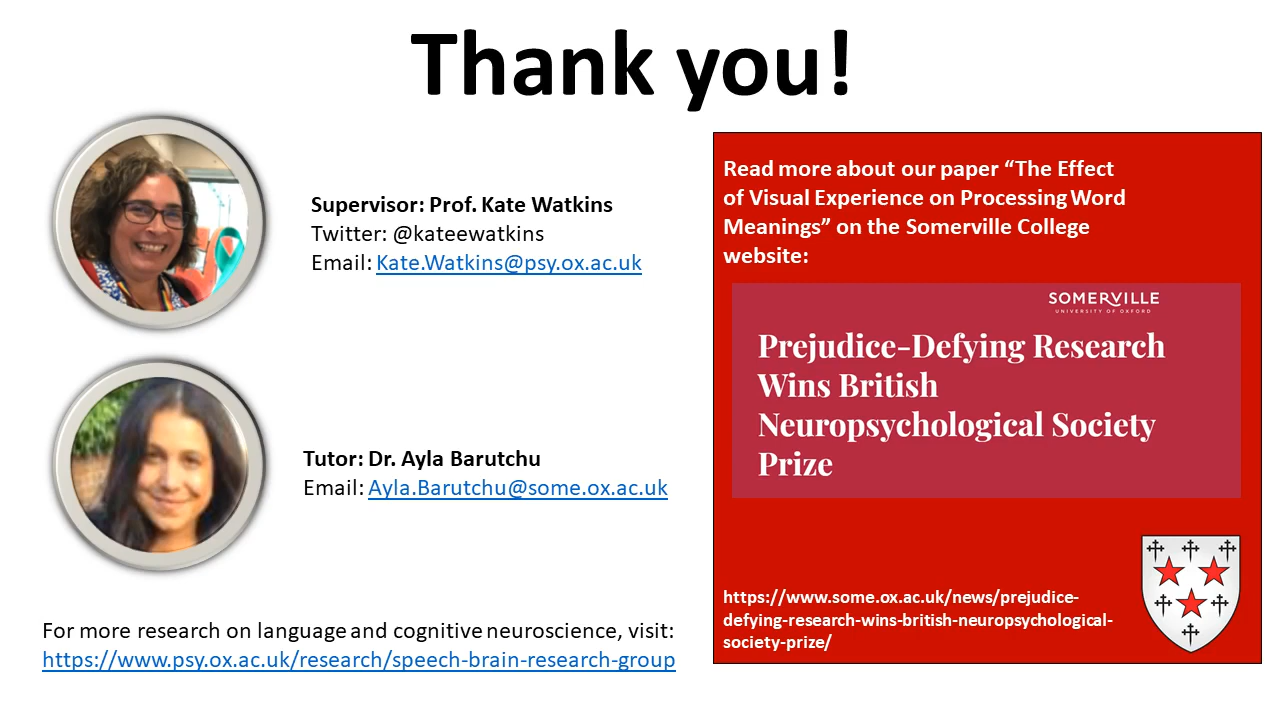 Thank you!
Supervisor: Prof. Kate Watkins
Twitter: @kateewatkins
Email: Kate.Watkins@psy.ox.ac.uk
Tutor: Dr. Ayla Barutchu
Email: Ayla.Barutchu@some.ox.ac.uk
For more research on language and cognitive neuroscience, visit:
https://www.psy.ox.ac.uk/research/speech-brain-research-group
Read more about our paper “The Effect
of Visual Experience on Processing Word
Meanings” on the Somerville College
website:
SOMERVILLE
UNIVERSITY OF OXFORD
Prejudice-Defying Research
Wins British
Neuropsychological Society
Prize
https://www.some.ox.ac.uk/news/prejudice-
defying-research-wins-british-neuropsychological-
society-prize/